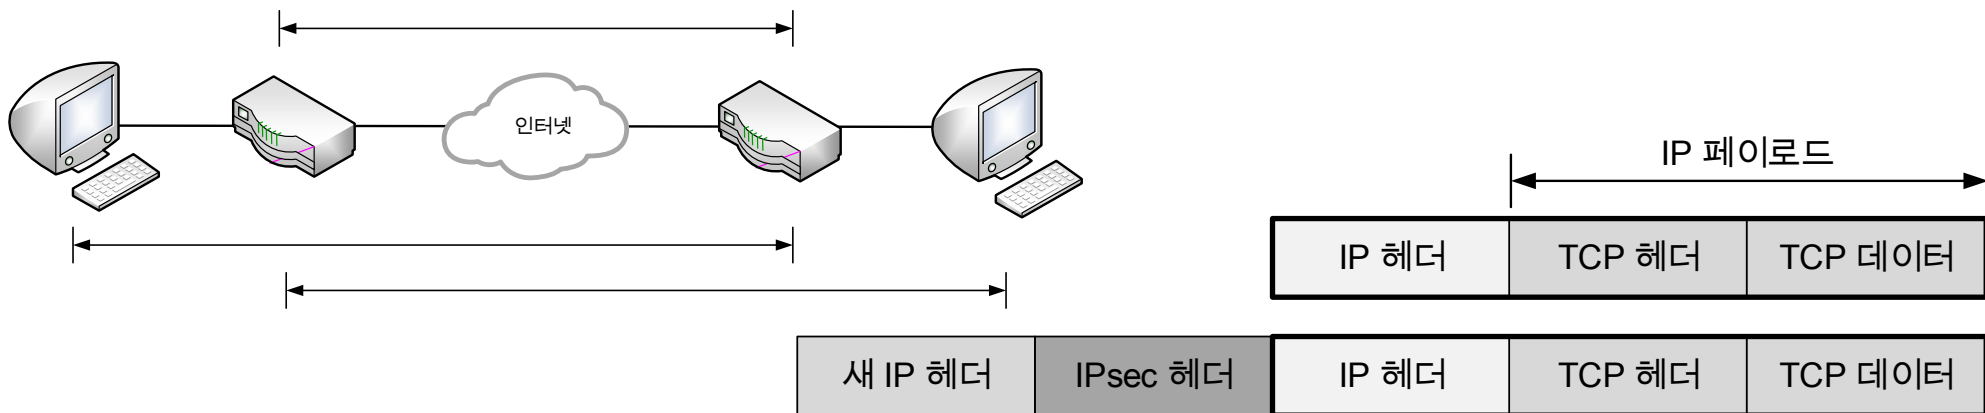 인터넷
IP 페이로드
IP 헤더 TCP 헤더 TCP 데이터
새 IP 헤더 IPsec 헤더 IP 헤더 TCP 헤더 TCP 데이터